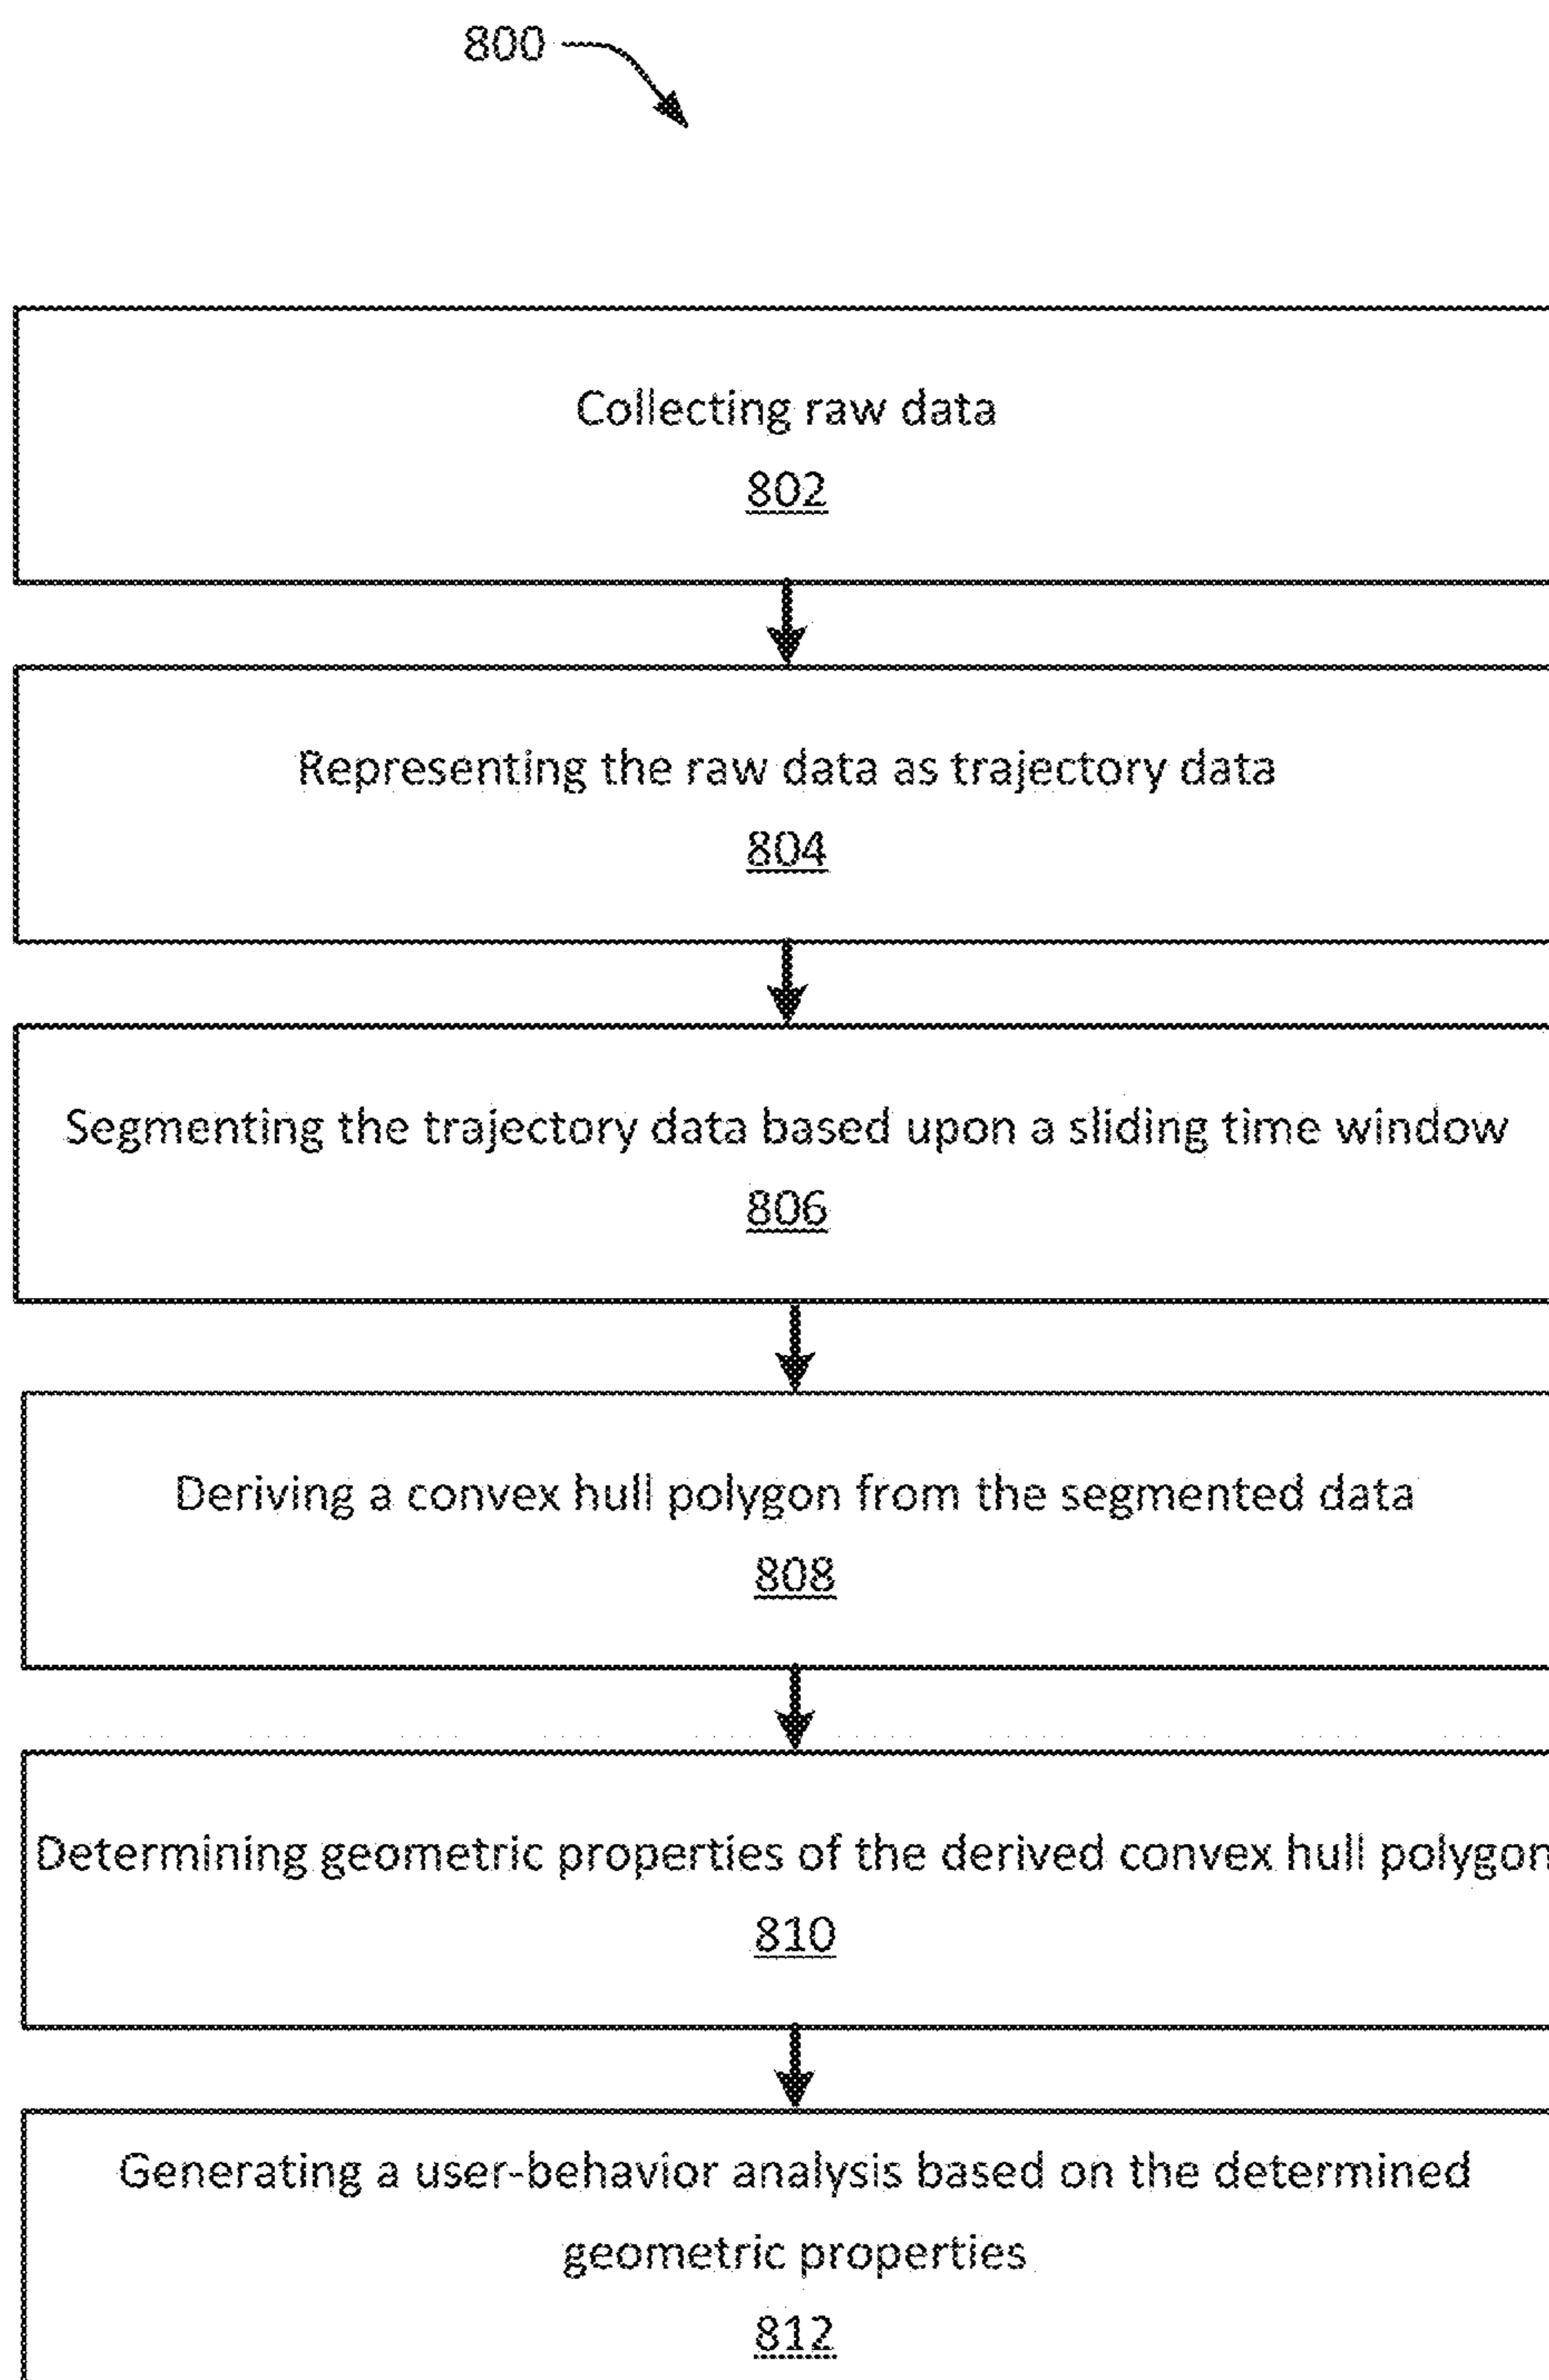 800
Collecting raw data
802
Representing the raw data as trajectory data
804
Segmenting the trajectory data based upon a sliding time window
806
Deriving a convex hull polygon from the segmented data
808
Determining geometric properties of the derived convex hull polygon
810
Generating a user-behavior analysis based on the determined
geometric properties
812